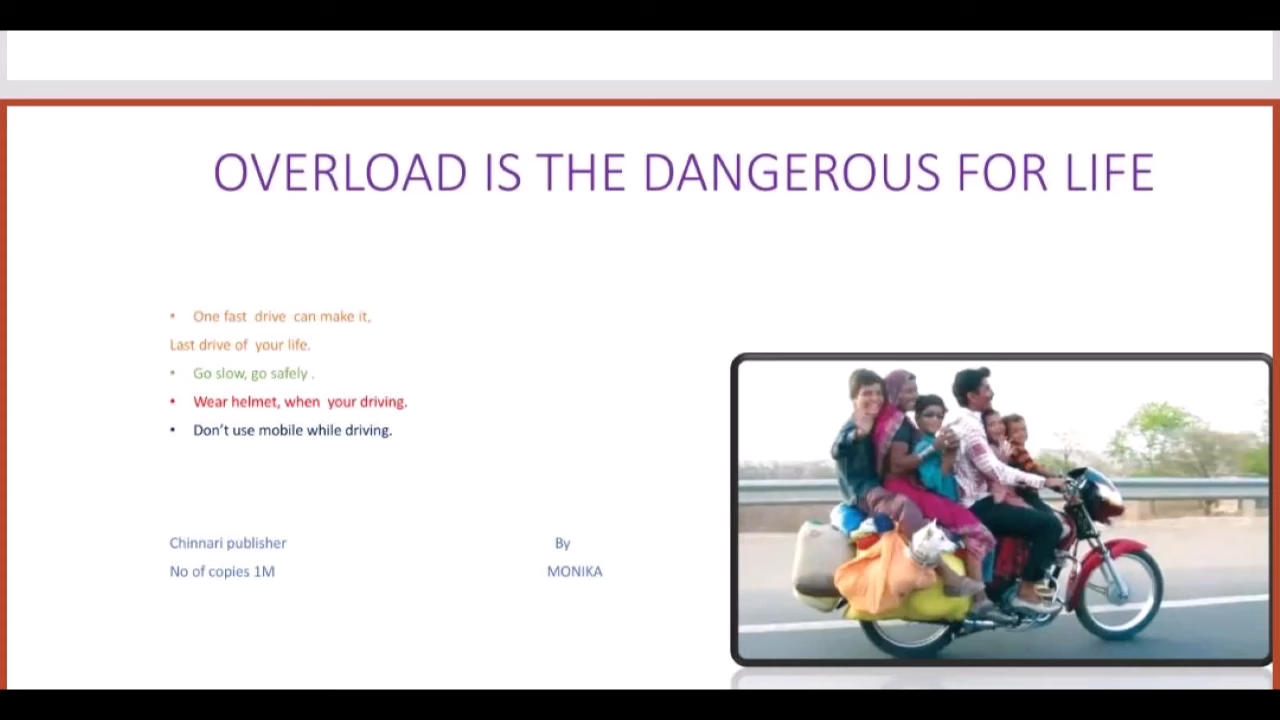 OVERLOAD IS THE DANGEROUS FOR LIFE
• One fast drive can make it,
Last drive of your life.
• Go slow, go safely .
• Wear helmet, when your driving.
• Don't use mobile while driving.
Chinnari publisher By
No of copies 1M MONIKA